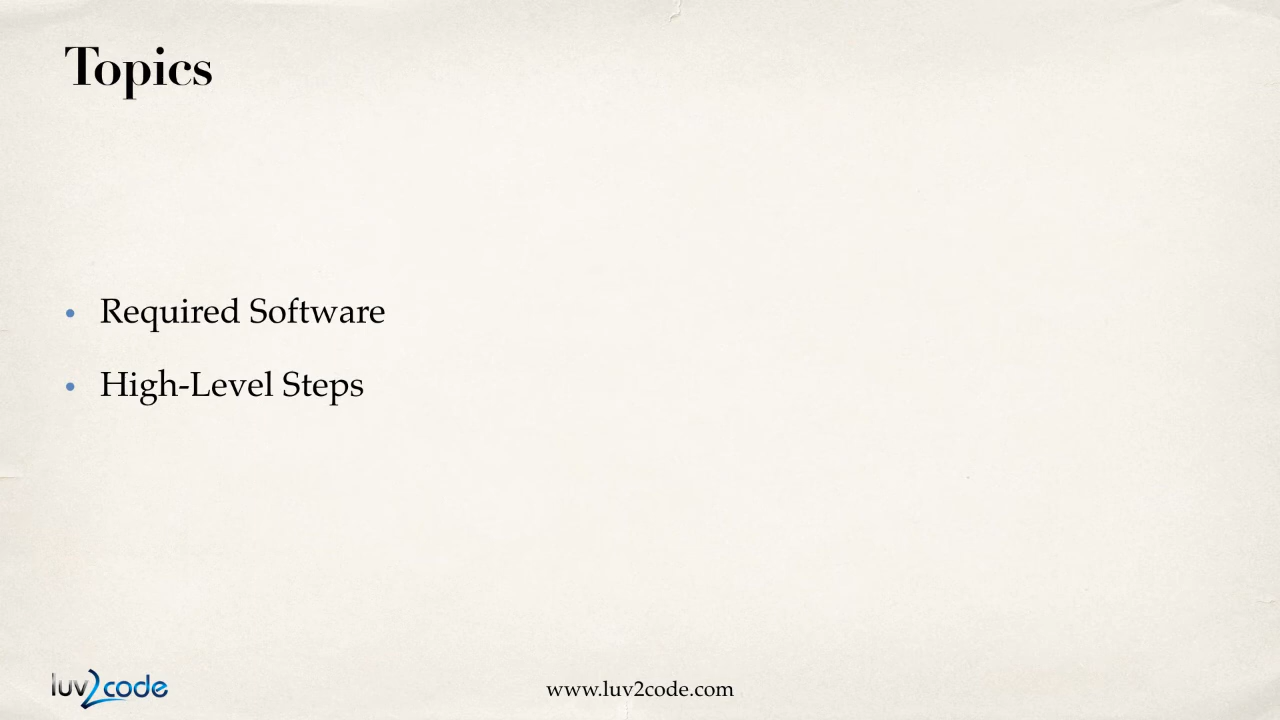 Topics
• Required Software
• High-Level Steps
luv2code
www.luv2code.com